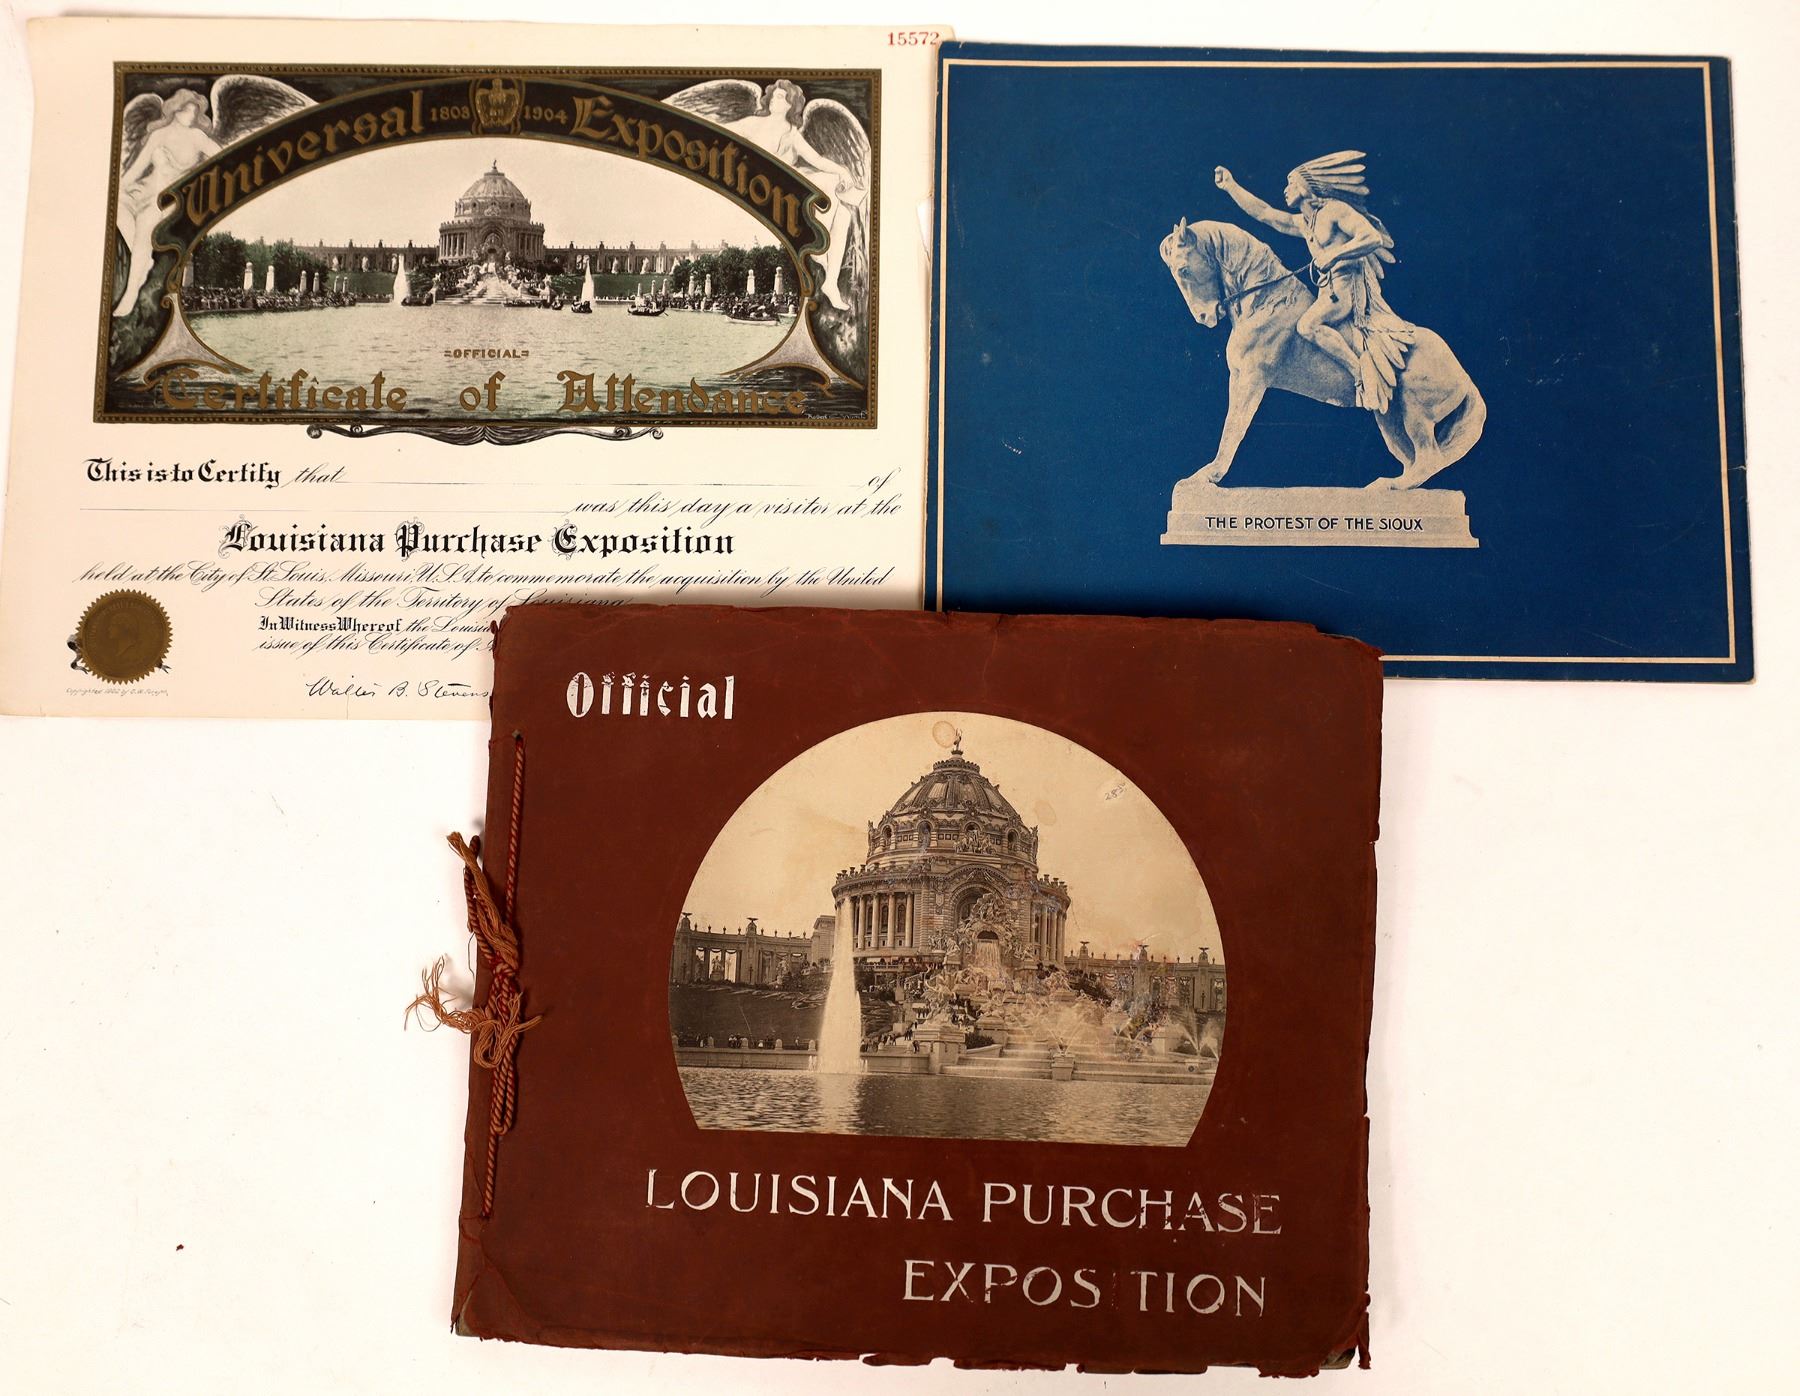 15572
Universal 1803 1904 Exposition
=OFFICIAL=
Certificate of Attendance
This is to Certify that of
was this day a visitor at the
Louisiana Purchase Exposition
held at the City of St. Louis, Missouri, U.S.A. to commemorate the acquisition by the United
States of the Territory of Louisiana
In Witness Whereof, the Louisia
issue of this Certificate of
Walter B. Stevens
THE PROTEST OF THE SIOUX
Official
2835
LOUISIANA PURCHASE
EXPOSITION